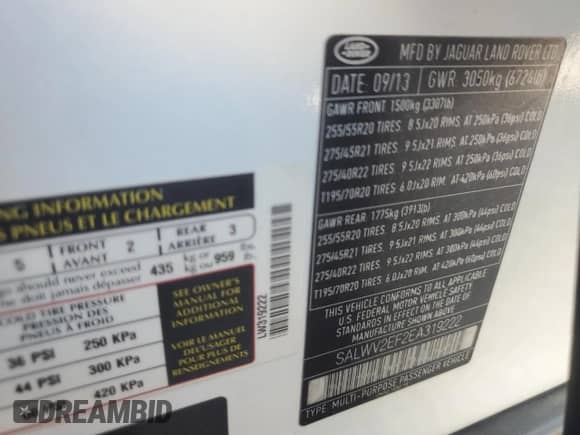 LAND ROVER
MFD BY JAGUAR LAND ROVER LTD.
DATE 09/13 GWR 3050kg (6724lb)
GAWR FRONT 1500kg (3307lb)
255/55R20 TIRES. 8.5Jx20 RIMS. AT 250kPa (36psi) COLD
275/45R21 TIRES. 9.5Jx21 RIMS. AT 250kPa (36psi) COLD
275/40R22 TIRES. 9.5Jx22 RIMS. AT 250kPa (36psi) COLD
T195/70R20 TIRES. 6.0Jx20 RIM. AT 420kPa (60psi) COLD
GAWR REAR 1775kg (3913lb)
255/55R20 TIRES. 8.5Jx20 RIMS. AT 300kPa (44psi) COLD
275/45R21 TIRES. 9.5Jx21 RIMS. AT 300kPa (44psi) COLD
275/40R22 TIRES. 9.5Jx22 RIMS. AT 300kPa (44psi) COLD
T195/70R20 TIRES. 6.0Jx20 RIM. AT 420kPa (60psi) COLD
THIS VEHICLE CONFORMS TO ALL APPLICABLE
U.S. FEDERAL MOTOR VEHICLE SAFETY
STANDARDS IN EFFECT ON THE DATE OF
MANUFACTURE SHOWN ABOVE
SALWV2EF2EA319222
TYPE: MULTI-PURPOSE PASSENGER VEHICLE
NG INFORMATION
S PNEUS ET LE CHARGEMENT
5 FRONT AVANT 2 REAR ARRIÈRE 3
should never exceed 435 kg or 959 lbs.
ne doit jamais dépasser kg ou lb.
COLD TIRE PRESSURE
PRESSION DES
PNEUS À FROID
36 PSI 250 KPa
44 PSI 300 KPa
420 KPa
SEE OWNER'S
MANUAL FOR
ADDITIONAL
INFORMATION
VOIR LE MANUEL
DE L'USAGER
POUR PLUS DE
RENSEIGNEMENTS
LW319222
DREAMBID